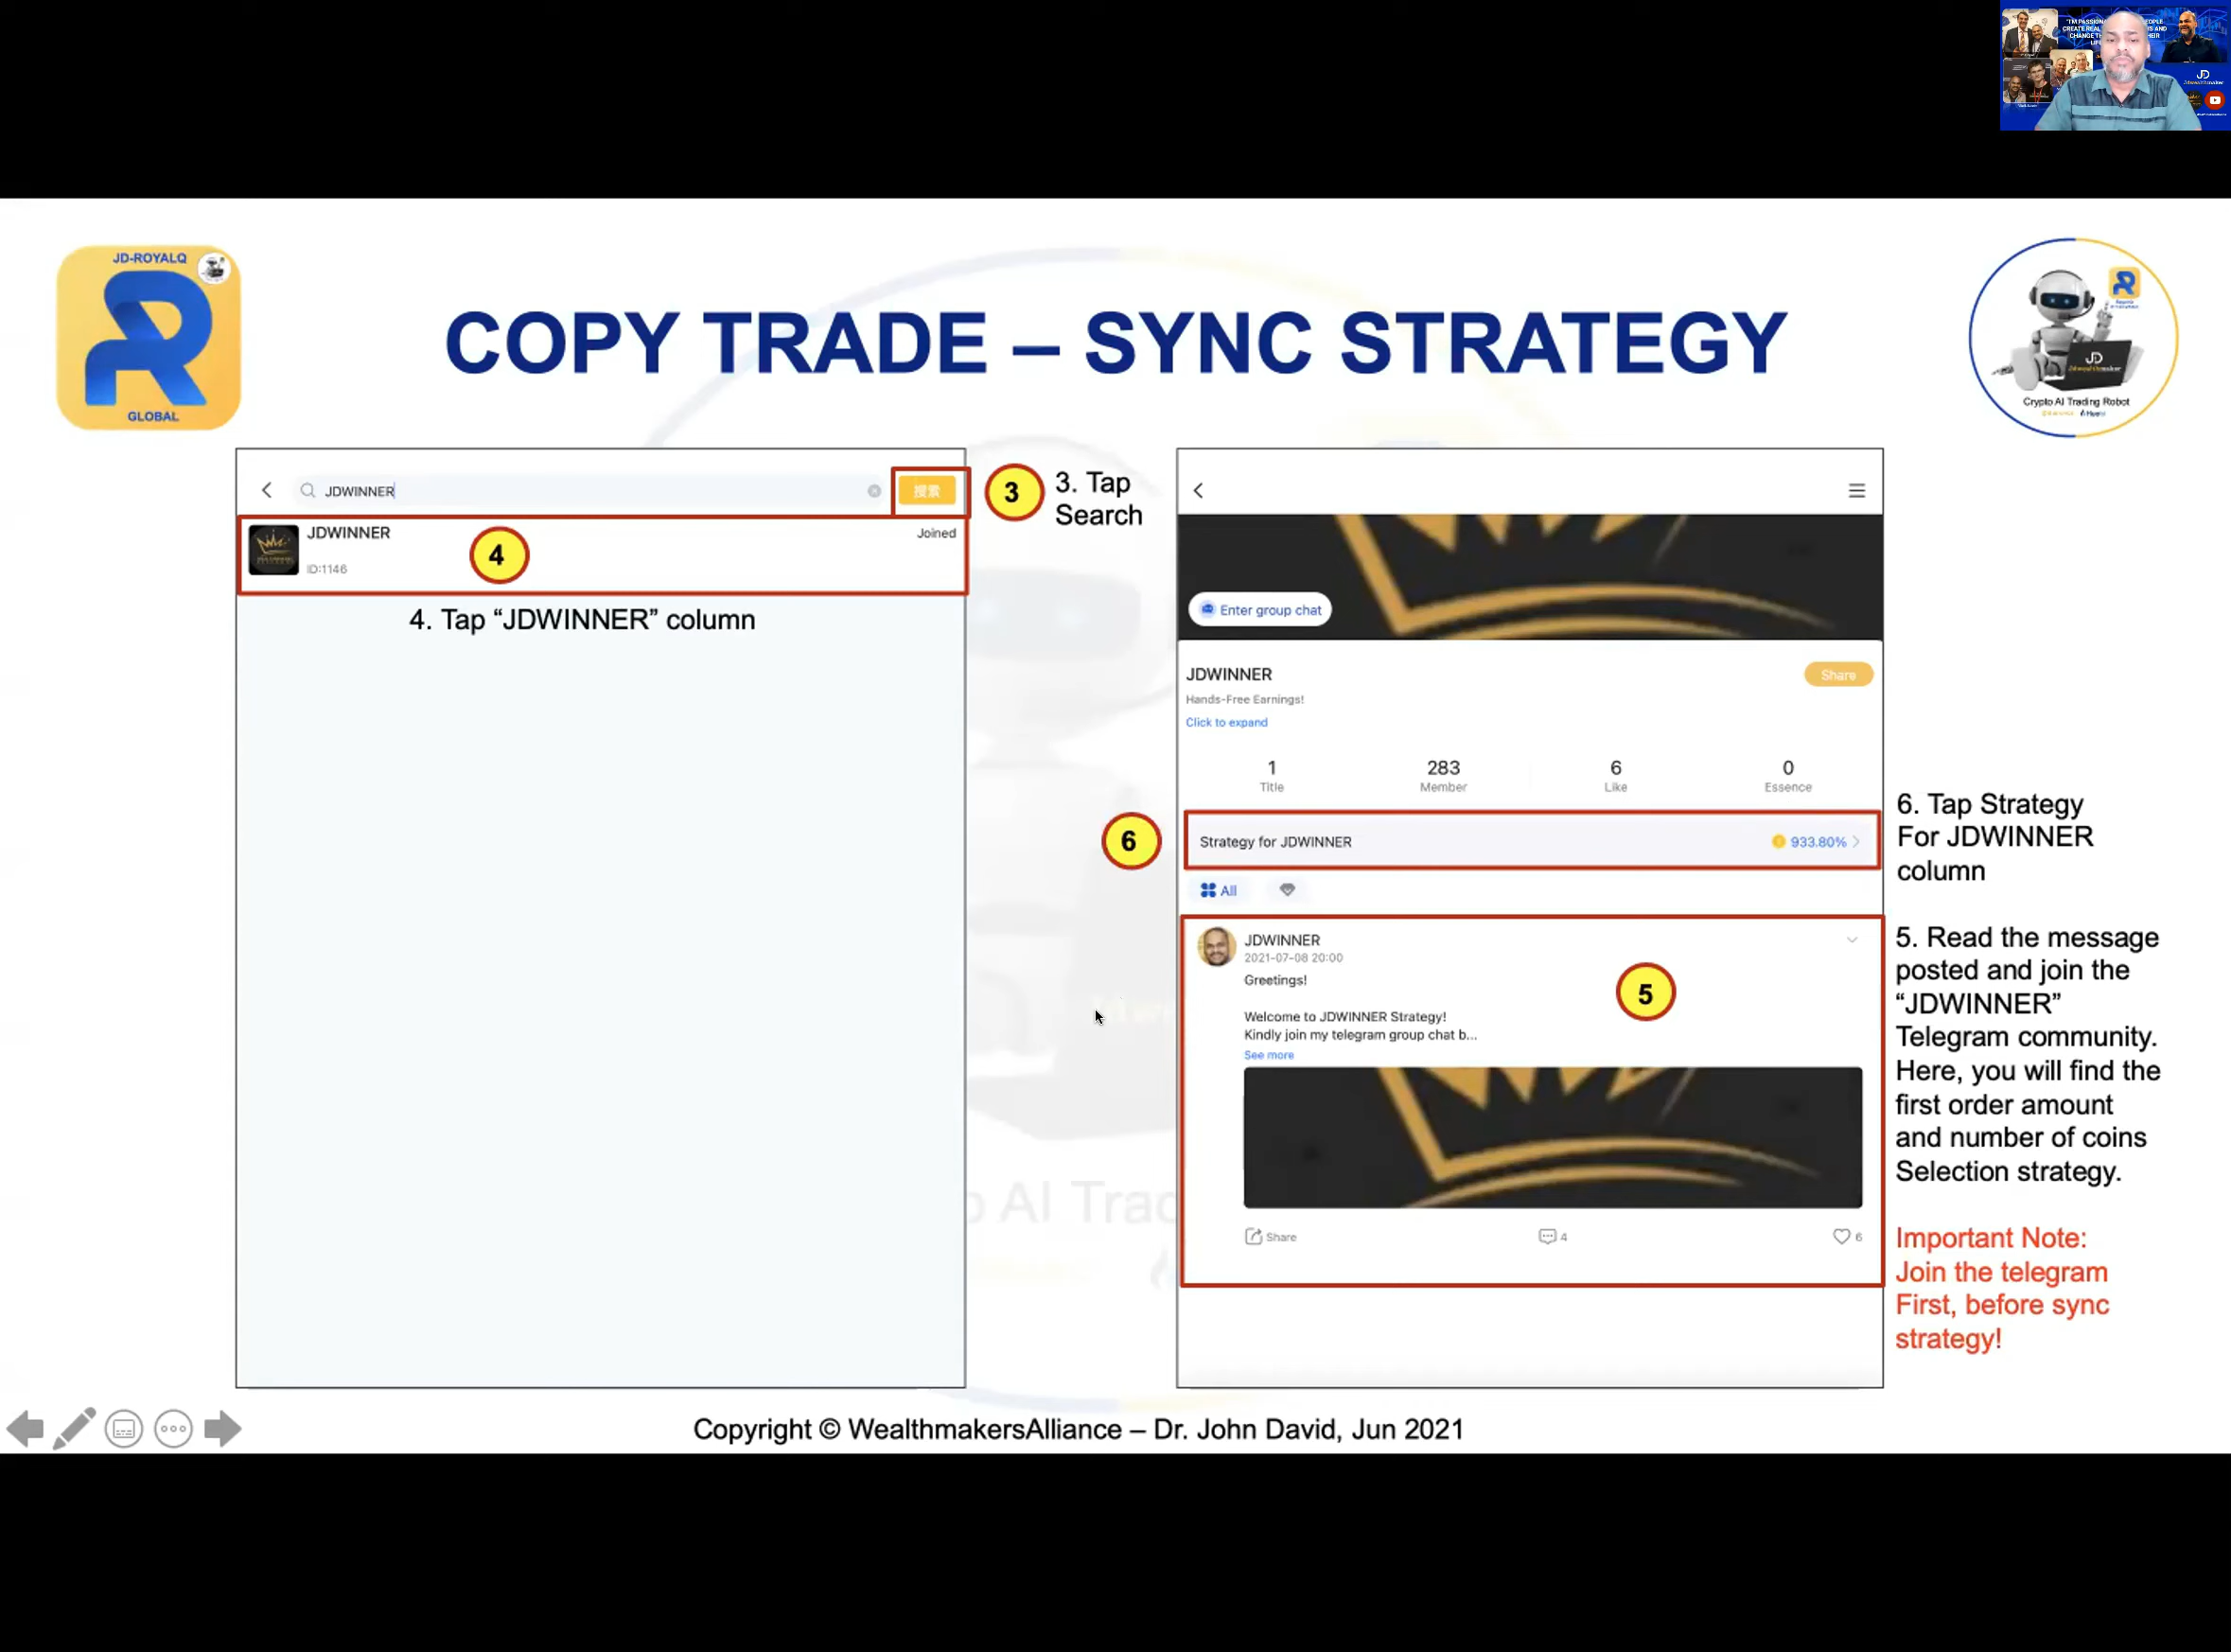 JD-ROYALQ
GLOBAL
COPY TRADE – SYNC STRATEGY
JD
Crypto AI Trading Robot
JDWINNER
搜索
3
3. Tap
Search
JDWINNER
Joined
ID:1146
4
4. Tap “JDWINNER” column
Enter group chat
JDWINNER
Share
Hands-Free Earnings!
Click to expand
1
283
6
0
Title
Member
Like
Essence
6
Strategy for JDWINNER
933.80%
All
JDWINNER
2021-07-08 20:00
Greetings!
5
Welcome to JDWINNER Strategy!
Kindly join my telegram group chat b...
See more
Share
4
6
6. Tap Strategy
For JDWINNER
column
5. Read the message
posted and join the
“JDWINNER”
Telegram community.
Here, you will find the
first order amount
and number of coins
Selection strategy.
Important Note:
Join the telegram
First, before sync
strategy!
Copyright © WealthmakersAlliance – Dr. John David, Jun 2021